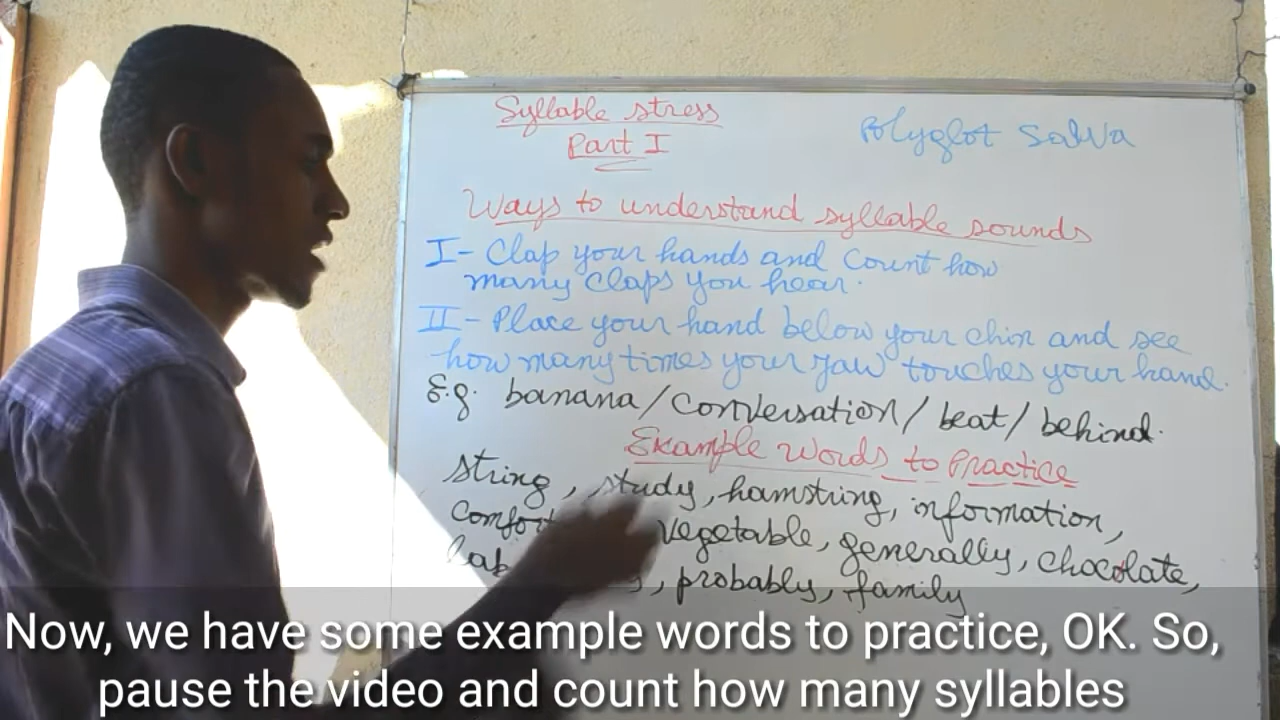 Syllable stress
Part I
Polyglot Salva
Ways to understand syllable sounds
I- Clap your hands and count how
many claps you hear.
II- Place your hand below your chin and see
how many times your jaw touches your hand.
E.g. banana/conversation/beat/behind.
Example Words to Practice
string, study, hamstring, information,
vegetable, generally, chocolate,
probably, family
Now, we have some example words to practice, OK. So,
pause the video and count how many syllables